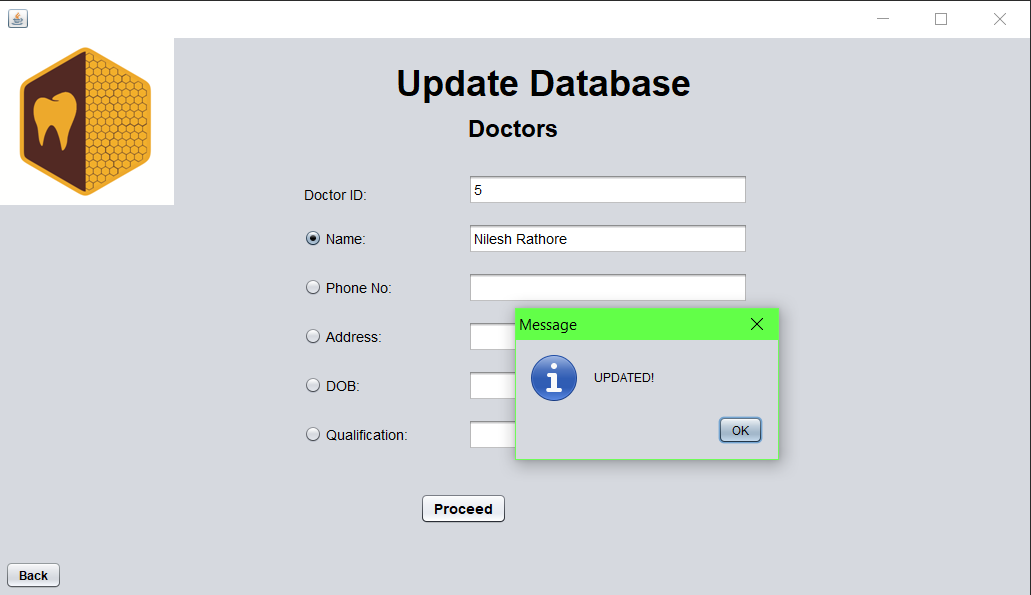 Update Database
Doctors
Doctor ID: 5
Name: Nilesh Rathore
Phone No:
Message
Address:
UPDATED!
DOB:
OK
Qualification:
Proceed
Back